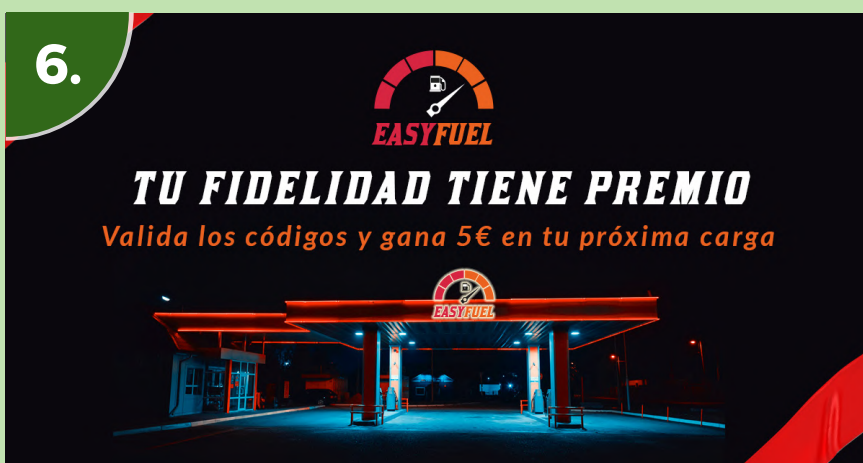 6.
EASYFUEL
TU FIDELIDAD TIENE PREMIO
Valida los códigos y gana 5€ en tu próxima carga
EASYFUEL